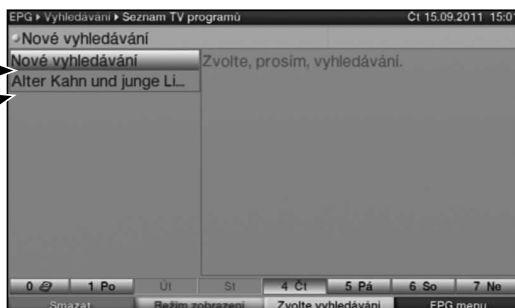 EPG ▸ Vyhledávání ▸ Seznam TV programů Čt 15.09.2011 15:01
Nové vyhledávání
Nové vyhledávání Zvolte, prosím, vyhledávání.
Alter Kahn und junge Li...
0 1 Po Út St 4 Čt 5 Pá 6 So 7 Ne
Smazat Režim zobrazení Zvolte vyhledávání EPG menu